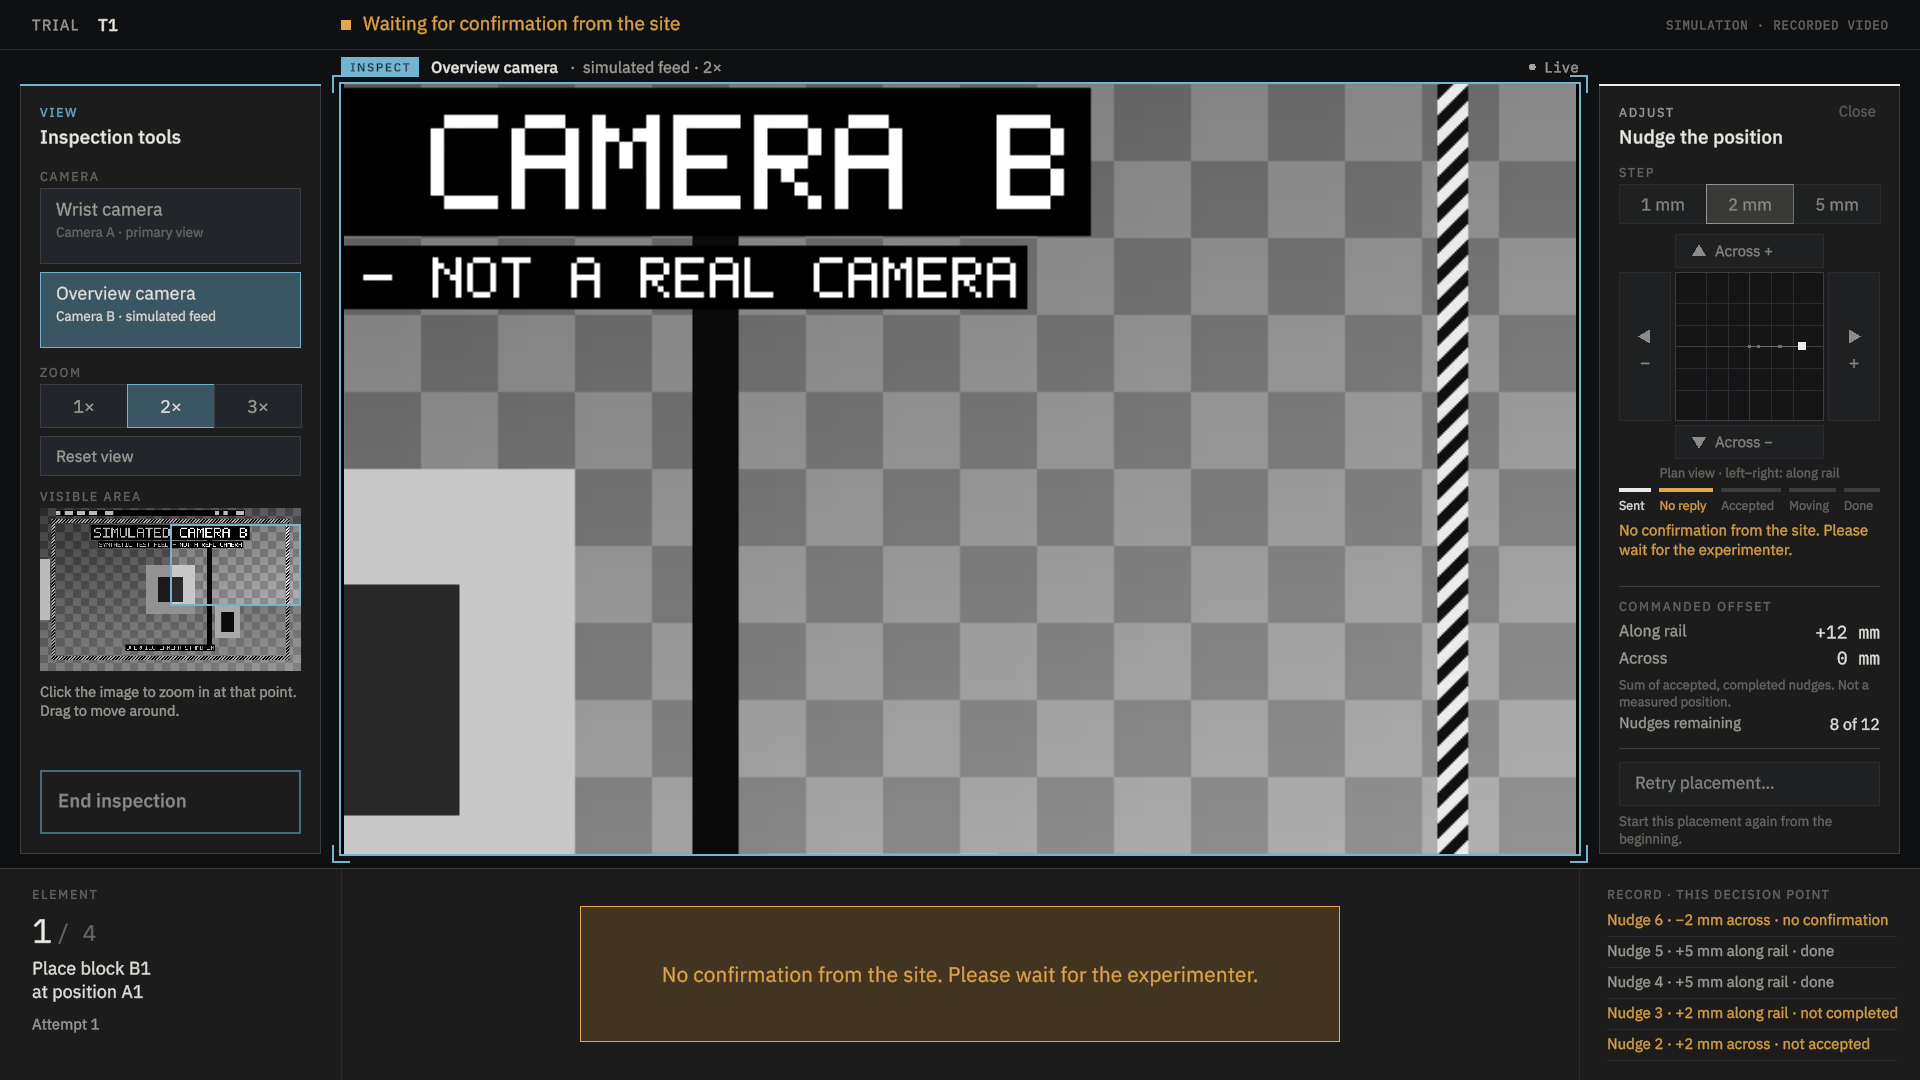 TRIAL T1
Waiting for confirmation from the site
SIMULATION · RECORDED VIDEO
INSPECT Overview camera · simulated feed · 2×
Live
VIEW
Inspection tools
CAMERA
Wrist camera
Camera A · primary view
Overview camera
Camera B · simulated feed
ZOOM
1× 2× 3×
Reset view
VISIBLE AREA
SIMULATED CAMERA B
SYNTHETIC TEST FEED - NOT A REAL CAMERA
Click the image to zoom in at that point.
Drag to move around.
End inspection
CAMERA B
- NOT A REAL CAMERA
ADJUST
Close
Nudge the position
STEP
1 mm 2 mm 5 mm
▲ Across +
◀ ▶
− +
▼ Across −
Plan view · left–right: along rail
Sent No reply Accepted Moving Done
No confirmation from the site. Please
wait for the experimenter.
COMMANDED OFFSET
Along rail +12 mm
Across 0 mm
Sum of accepted, completed nudges. Not a
measured position.
Nudges remaining 8 of 12
Retry placement...
Start this placement again from the
beginning.
ELEMENT
1 / 4
Place block B1
at position A1
Attempt 1
No confirmation from the site. Please wait for the experimenter.
RECORD · THIS DECISION POINT
Nudge 6 · −2 mm across · no confirmation
Nudge 5 · +5 mm along rail · done
Nudge 4 · +5 mm along rail · done
Nudge 3 · +2 mm along rail · not completed
Nudge 2 · +2 mm across · not accepted